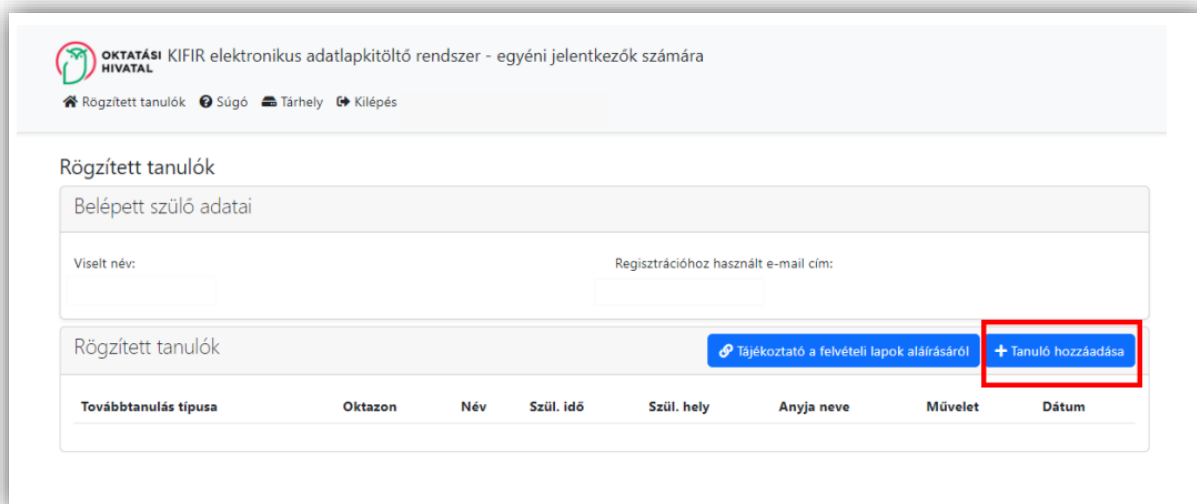 OKTATÁSI HIVATAL KIFIR elektronikus adatlapkitöltő rendszer - egyéni jelentkezők számára
Rögzített tanulók Súgó Tárhely Kilépés
Rögzített tanulók
Belépett szülő adatai
Viselt név: Regisztrációhoz használt e-mail cím:
Rögzített tanulók Tájékoztató a felvételi lapok aláírásáról + Tanuló hozzáadása
Továbbtanulás típusa Oktazon Név Szül. idő Szül. hely Anyja neve Művelet Dátum